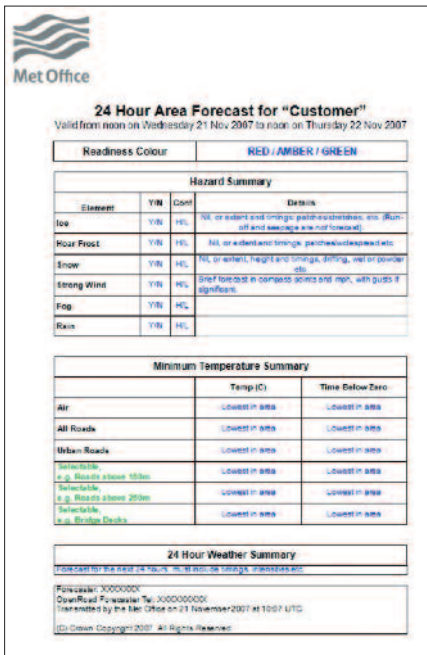 Met Office
24 Hour Area Forecast for "Customer"
Valid from noon on Wednesday 21 Nov 2007 to noon on Thursday 22 Nov 2007
Readiness Colour RED / AMBER / GREEN
Hazard Summary
Element Y/N Conf Details
Ice Y/N H/L Nil, or extent and timings: patches/stretches, etc. (Run-
off and seepage are not forecast).
Hoar Frost Y/N H/L Nil, or extent and timings: patches/widespread etc
Snow Y/N H/L Nil, or extent, height and timings, drifting, wet or powder
etc.
Strong Wind Y/N H/L Brief forecast in compass points and mph, with gusts if
significant.
Fog Y/N H/L
Rain Y/N H/L
Minimum Temperature Summary
Temp (C) Time Below Zero
Air Lowest in area Lowest in area
All Roads Lowest in area Lowest in area
Urban Roads Lowest in area Lowest in area
Selectable,
e.g. Roads above 100m Lowest in area Lowest in area
Selectable,
e.g. Roads above 250m Lowest in area Lowest in area
Selectable,
e.g. Bridge Decks Lowest in area Lowest in area
24 Hour Weather Summary
Forecast for the next 24 hours, must include timings, intensities etc
Forecaster: XXXXXXX
OpenRoad Forecaster Tel: XXXXXXXXXX
Transmitted by the Met Office on 21 November 2007 at 10:07 UTC
(C) Crown Copyright 2007. All Rights Reserved